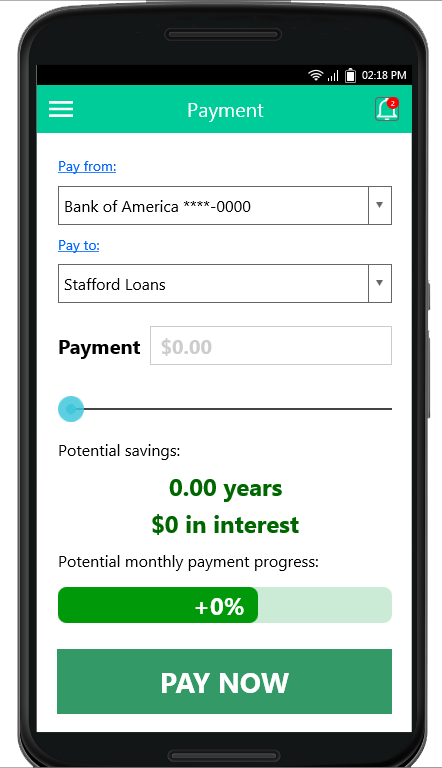 02:18 PM
Payment
2
Pay from:
Bank of America ****-0000
Pay to:
Stafford Loans
Payment $0.00
Potential savings:
0.00 years
$0 in interest
Potential monthly payment progress:
+0%
PAY NOW